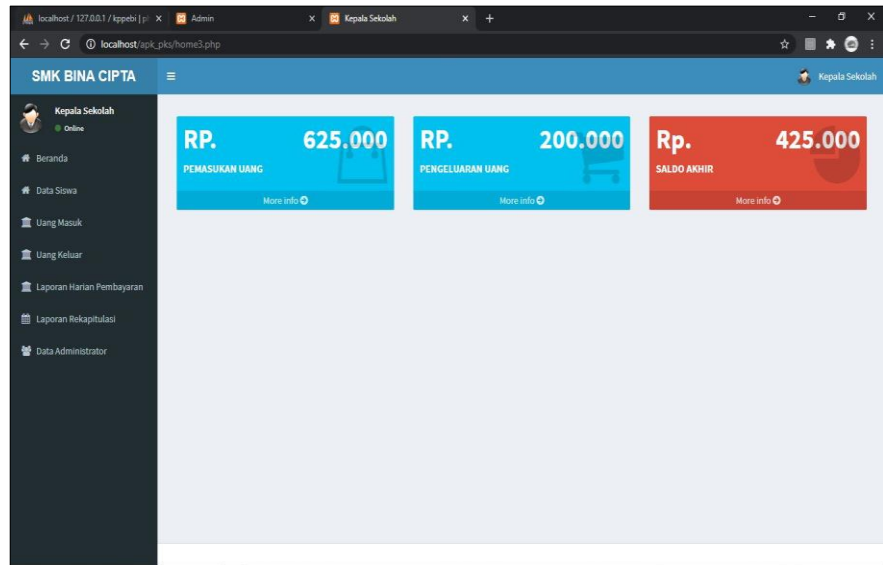 localhost / 127.0.0.1 / kppebi | pl
Admin
Kepala Sekolah
localhost/apk_pks/home3.php
SMK BINA CIPTA
Kepala Sekolah
Kepala Sekolah
Online
Beranda
Data Siswa
Uang Masuk
Uang Keluar
Laporan Harian Pembayaran
Laporan Rekapitulasi
Data Administrator
RP. 625.000
PEMASUKAN UANG
More info
RP. 200.000
PENGELUARAN UANG
More info
Rp. 425.000
SALDO AKHIR
More info